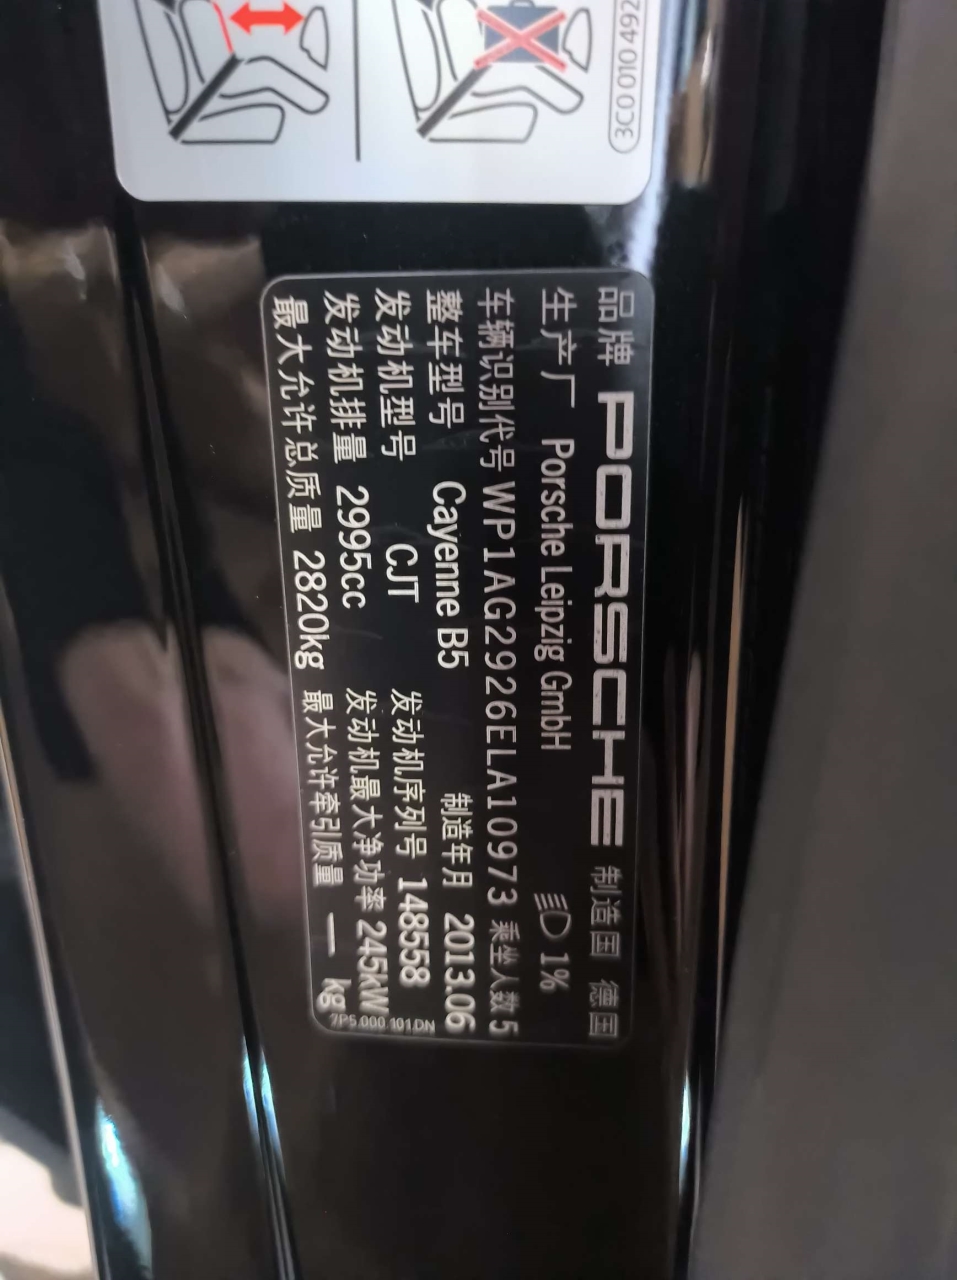 3C0 010 492
品牌 PORSCHE 制造国 德国
生产厂 Porsche Leipzig GmbH 1%
车辆识别代号 WP1AG2926ELA10973 乘坐人数 5
整车型号 Cayenne B5 制造年月 2013.06
发动机型号 CJT 发动机序列号 148558
发动机排量 2995cc 发动机最大净功率 245kW
最大允许总质量 2820kg 最大允许牵引质量 — kg
7P5.000.101.DN